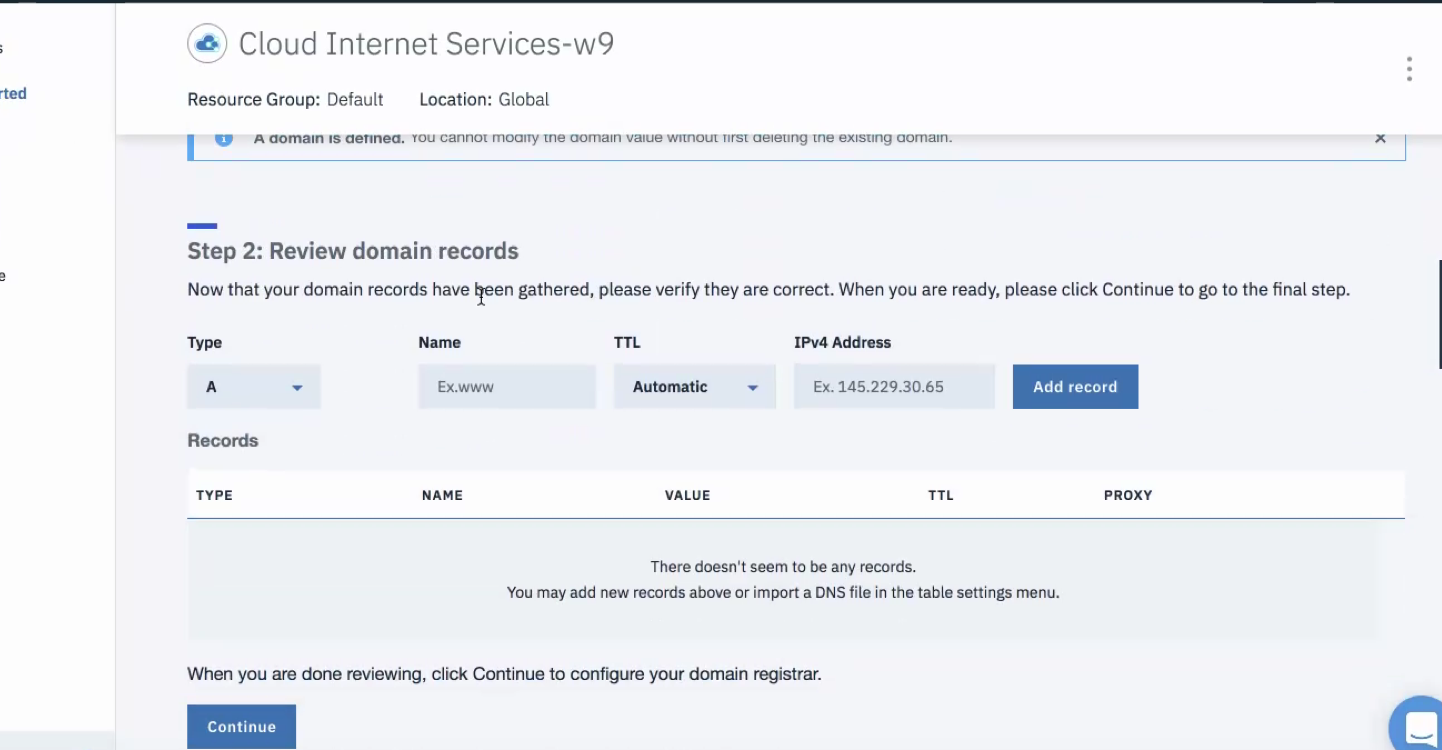 Cloud Internet Services-w9
Resource Group: Default Location: Global
rted
A domain is defined. You cannot modify the domain value without first deleting the existing domain.
Step 2: Review domain records
Now that your domain records have been gathered, please verify they are correct. When you are ready, please click Continue to go to the final step.
Type Name TTL IPv4 Address
A Ex.www Automatic Ex. 145.229.30.65 Add record
Records
TYPE NAME VALUE TTL PROXY
There doesn't seem to be any records.
You may add new records above or import a DNS file in the table settings menu.
When you are done reviewing, click Continue to configure your domain registrar.
Continue